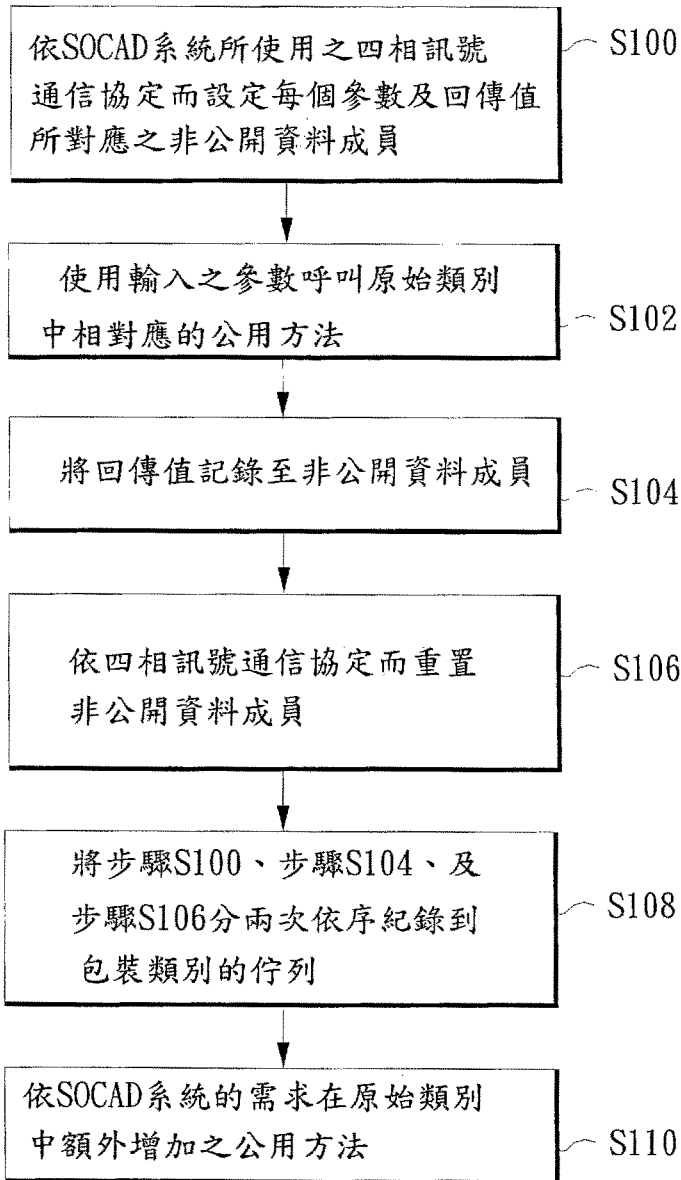 依SOCAD系統所使用之四相訊號
通信協定而設定每個參數及回傳值
所對應之非公開資料成員
S100
使用輸入之參數呼叫原始類別
中相對應的公用方法
S102
將回傳值記錄至非公開資料成員
S104
依四相訊號通信協定而重置
非公開資料成員
S106
將步驟S100、步驟S104、及
步驟S106分兩次依序紀錄到
包裝類別的佇列
S108
依SOCAD系統的需求在原始類別
中額外增加之公用方法
S110